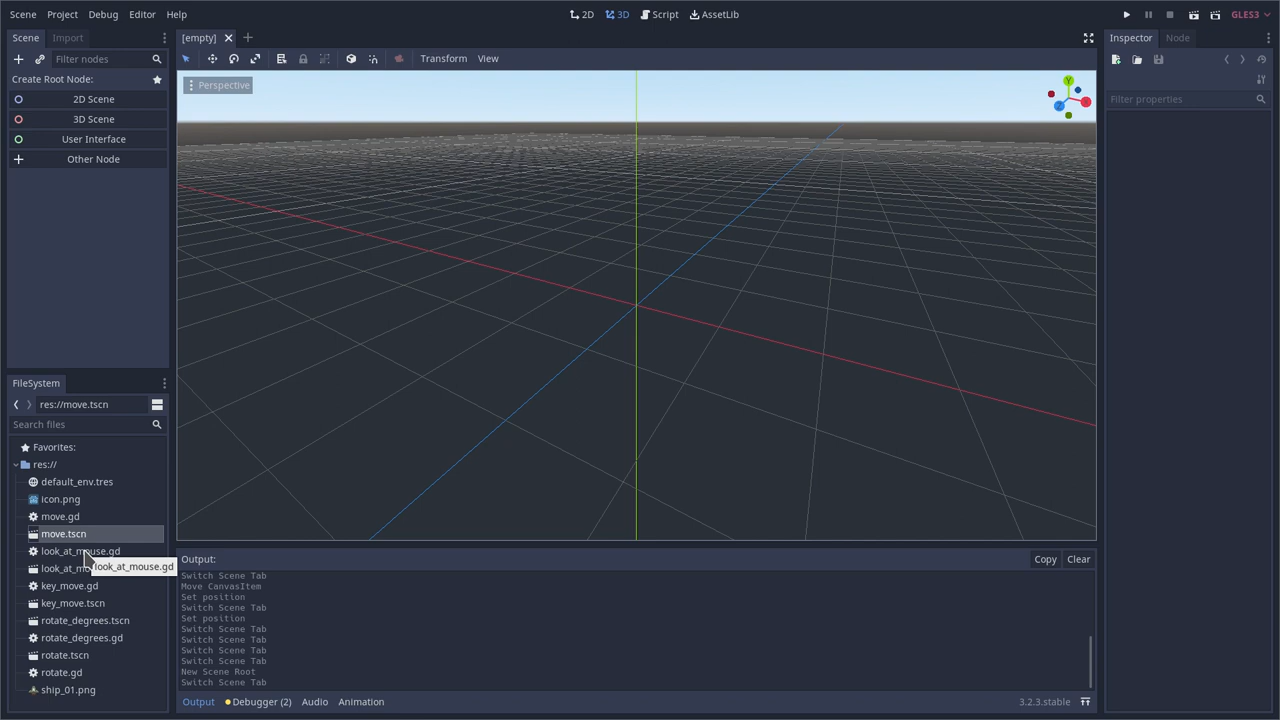 Scene Project Debug Editor Help
2D 3D Script AssetLib
GLES3
Scene Import
Filter nodes
Create Root Node:
2D Scene
3D Scene
User Interface
Other Node
FileSystem
res://move.tscn
Search files
Favorites:
res://
default_env.tres
icon.png
move.gd
move.tscn
look_at_mouse.gd
look_at_mo
look_at_mouse.gd
key_move.gd
key_move.tscn
rotate_degrees.tscn
rotate_degrees.gd
rotate.tscn
rotate.gd
ship_01.png
[empty]
Transform View
Perspective
Y
X
Z
Output:
Copy Clear
Switch Scene Tab
Move CanvasItem
Set position
Switch Scene Tab
Set position
Switch Scene Tab
Switch Scene Tab
Switch Scene Tab
Switch Scene Tab
New Scene Root
Switch Scene Tab
Output Debugger (2) Audio Animation
3.2.3.stable
Inspector Node
Filter properties